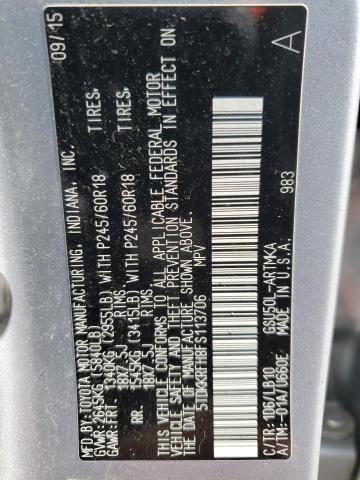 MFD. BY: TOYOTA MOTOR MANUFACTURING, INDIANA, INC. 09/15
GVWR: 2645KG (5840LB)
GAWR: FRT 1340KG (2955LB) WITH P245/60R18 TIRES,
18X7.5J RIMS,
RR 1545KG (3415LB) WITH P245/60R18 TIRES,
18X7.5J RIMS,
THIS VEHICLE CONFORMS TO ALL APPLICABLE FEDERAL MOTOR
VEHICLE SAFETY, BUMPER, AND THEFT PREVENTION STANDARDS IN EFFECT ON
THE DATE OF MANUFACTURE SHOWN ABOVE.
5TDKKRFH8FS113706 MPV
A
C/TR: 1D6/LB10 GSU50L-ARTMKA 983
A/TM:-01A/U660E MADE IN U.S.A.